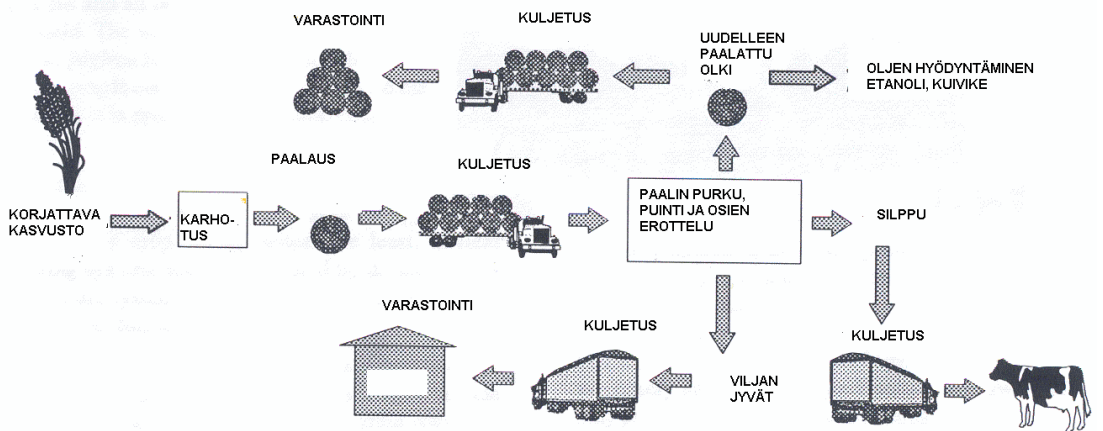 VARASTOINTI
KULJETUS
UUDELLEEN
PAALATTU
OLKI
OLJEN HYÖDYNTÄMINEN
ETANOLI, KUIVIKE
KORJATTAVA
KASVUSTO
KARHO-
TUS
PAALAUS
KULJETUS
PAALIN PURKU,
PUINTI JA OSIEN
EROTTELU
SILPPU
VARASTOINTI
KULJETUS
VILJAN
JYVÄT
KULJETUS